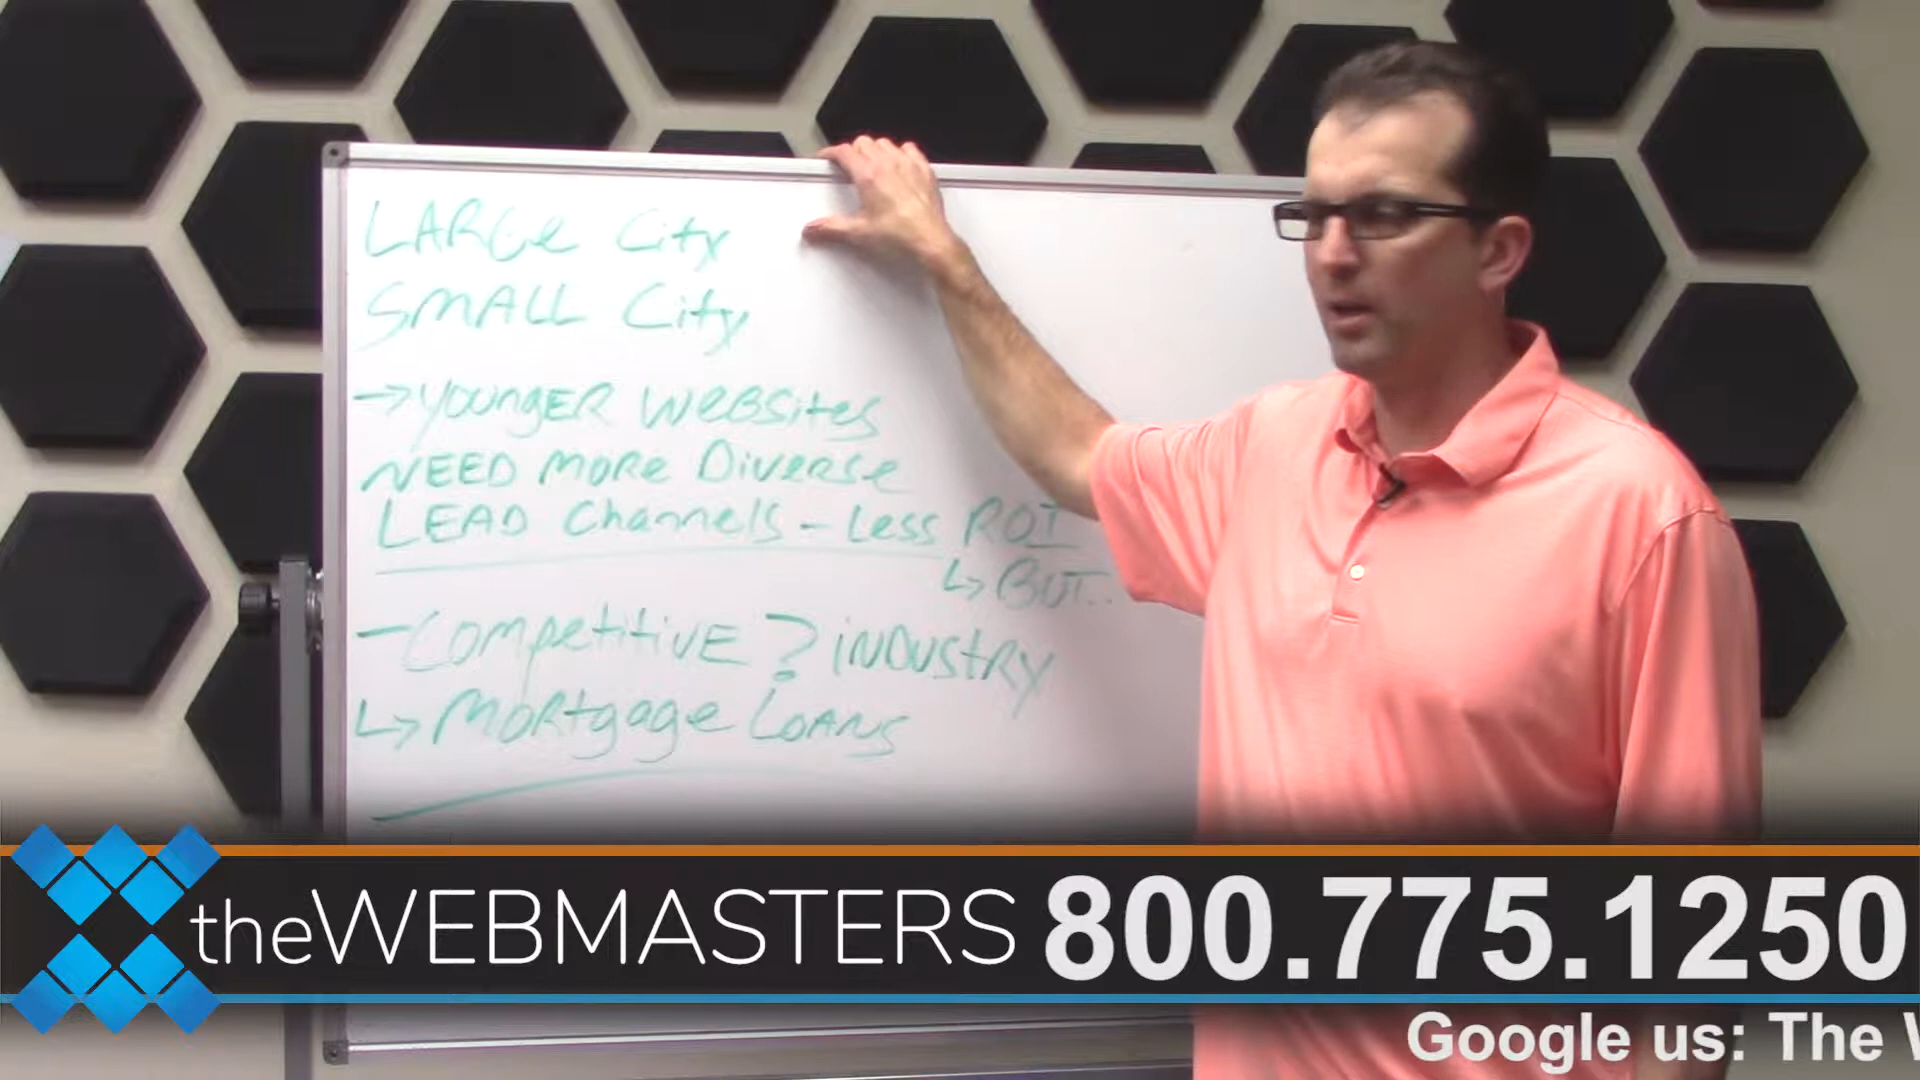 LARGe City
SMALL City
→ YOUngER WeBSites
NEED MORe Diverse
LEAD Channels - Less ROI
↳ BUT..
- COMPetitiVE ? iNDUStRY
↳ MORtgage LOANS
theWEBMASTERS 800.775.1250
Google us: The W